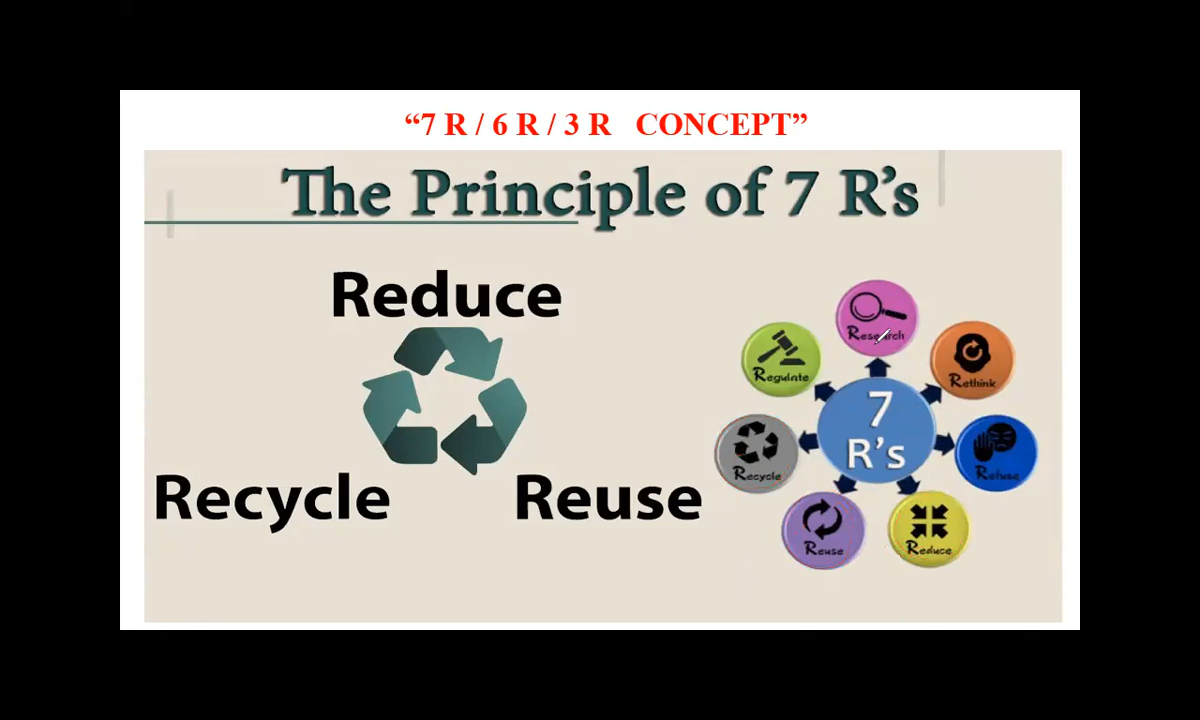 “7 R / 6 R / 3 R CONCEPT”
The Principle of 7 R’s
Reduce
Recycle
Reuse
Research
Regulate
Rethink
7
R’s
Recycle
Refuse
Reuse
Reduce